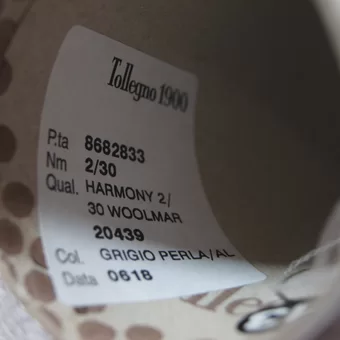 Tollegno 1900
P.ta 8682833
Nm 2/30
Qual. HARMONY 2/
30 WOOLMAR
20439
Col. GRIGIO PERLA/AL
Data 0618